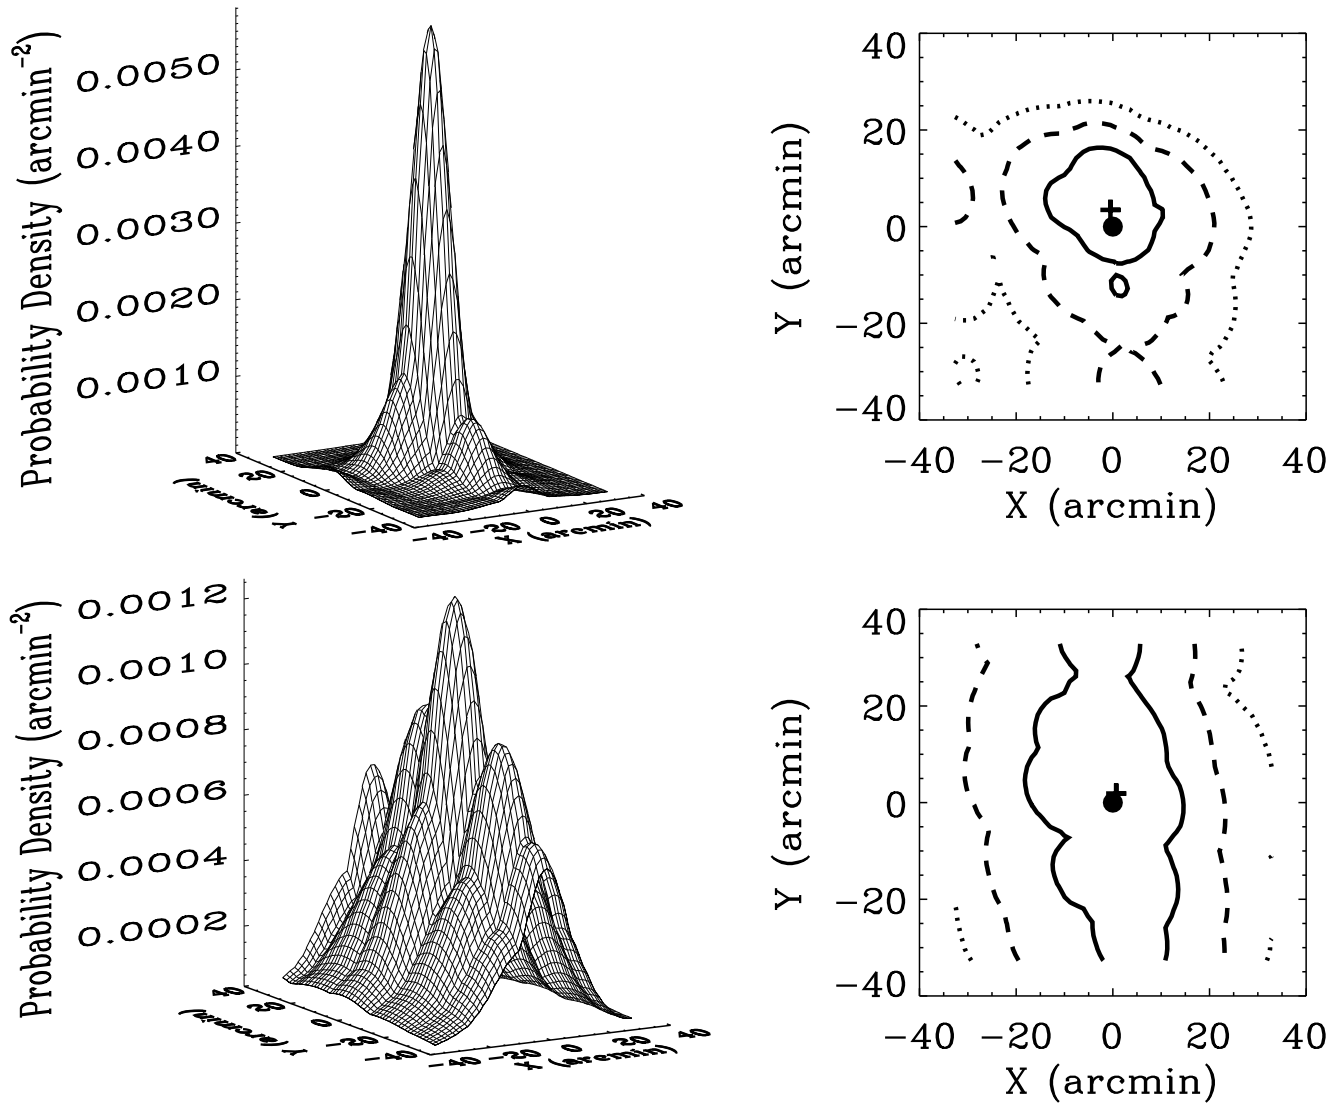 Probability Density (arcmin⁻²)
0.0050
0.0040
0.0030
0.0020
0.0010
40 20 0 −20 −40
Y (arcmin)
−40 −20 0 20 40
X (arcmin)
Y (arcmin)
40
20
0
−20
−40
−40 −20 0 20 40
X (arcmin)
Probability Density (arcmin⁻²)
0.0012
0.0010
0.0008
0.0006
0.0004
0.0002
40 20 0 −20 −40
Y (arcmin)
−40 −20 0 20 40
X (arcmin)
Y (arcmin)
40
20
0
−20
−40
−40 −20 0 20 40
X (arcmin)